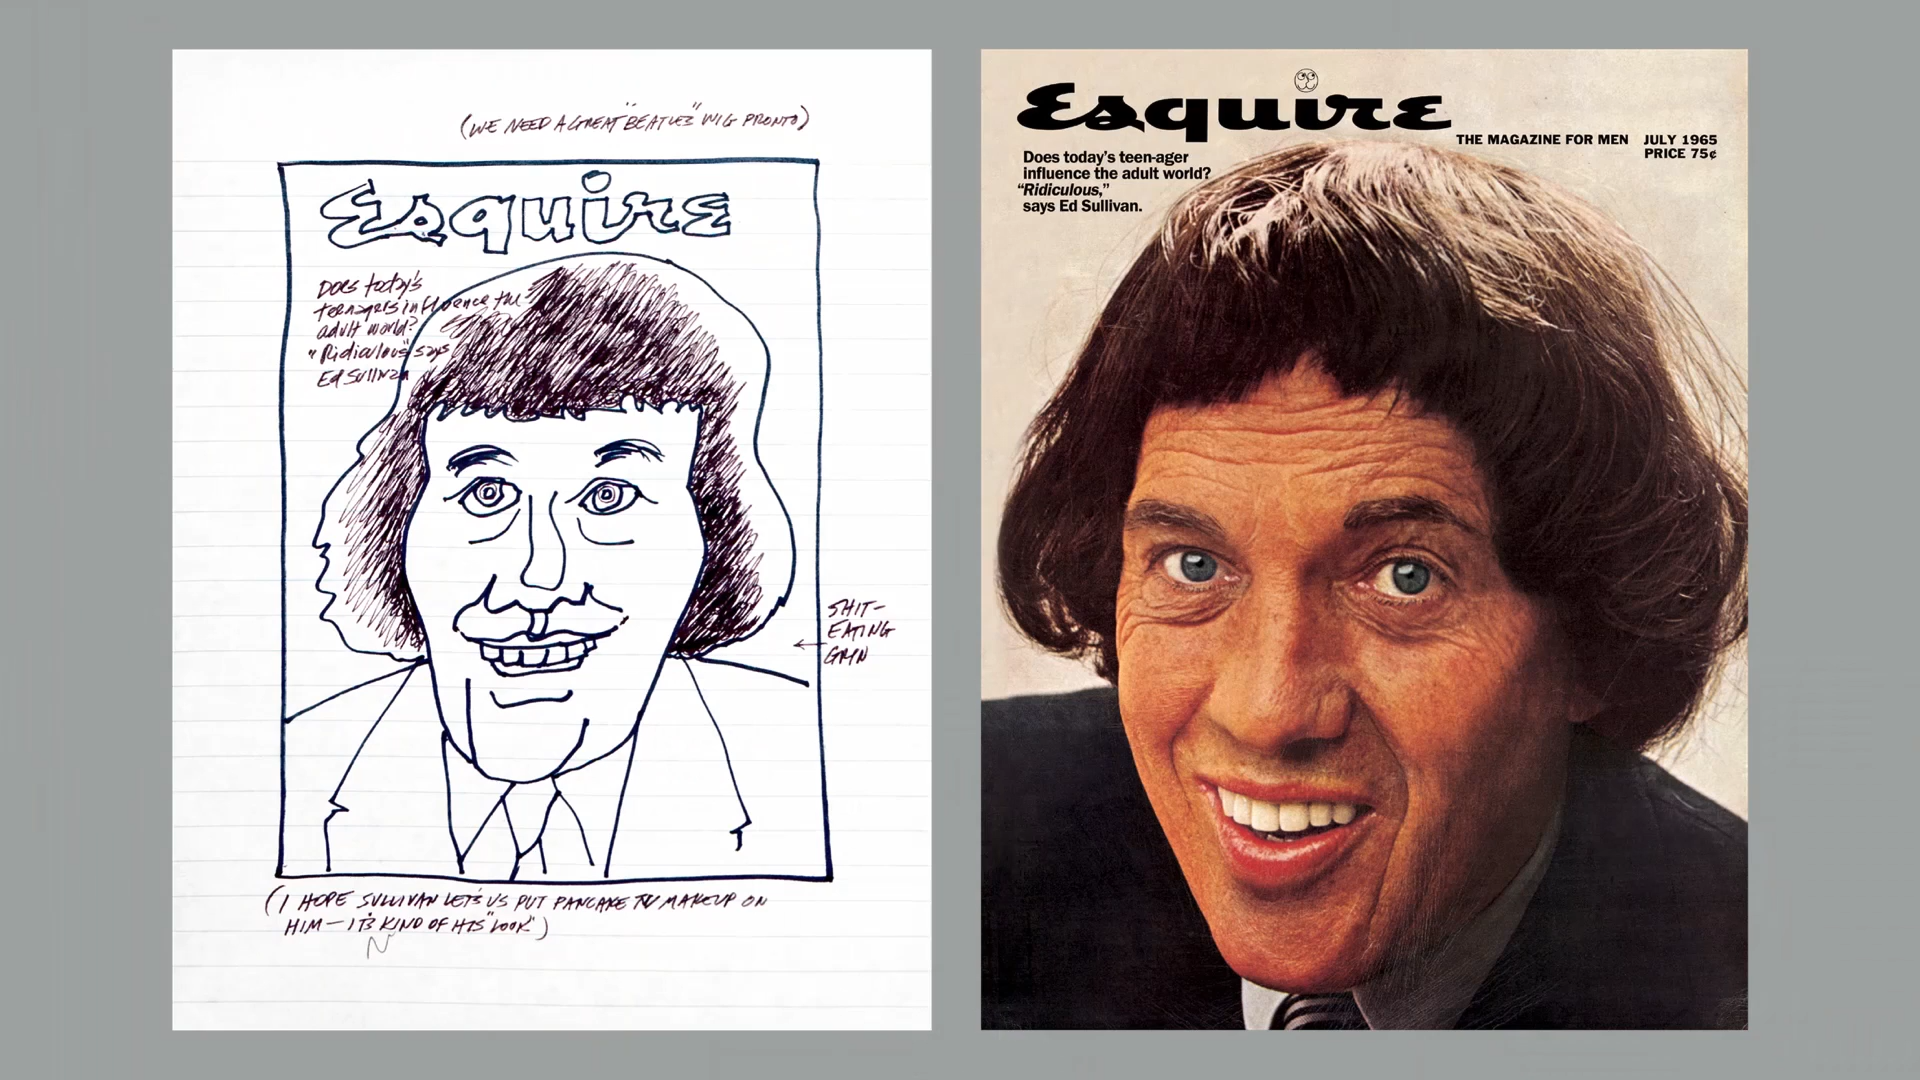 (WE NEED A GREAT "BEATLES" WIG PRONTO)
Esquire
Does today's
teenagers influence the
adult world?
"Ridiculous" says
Ed Sullivan
SHIT-
EATING
GRIN
(I HOPE SULLIVAN LETS US PUT PANCAKE TV MAKEUP ON
HIM — IT'S KIND OF HIS "LOOK")
Esquire
THE MAGAZINE FOR MEN JULY 1965
PRICE 75¢
Does today's teen-ager
influence the adult world?
"Ridiculous,"
says Ed Sullivan.